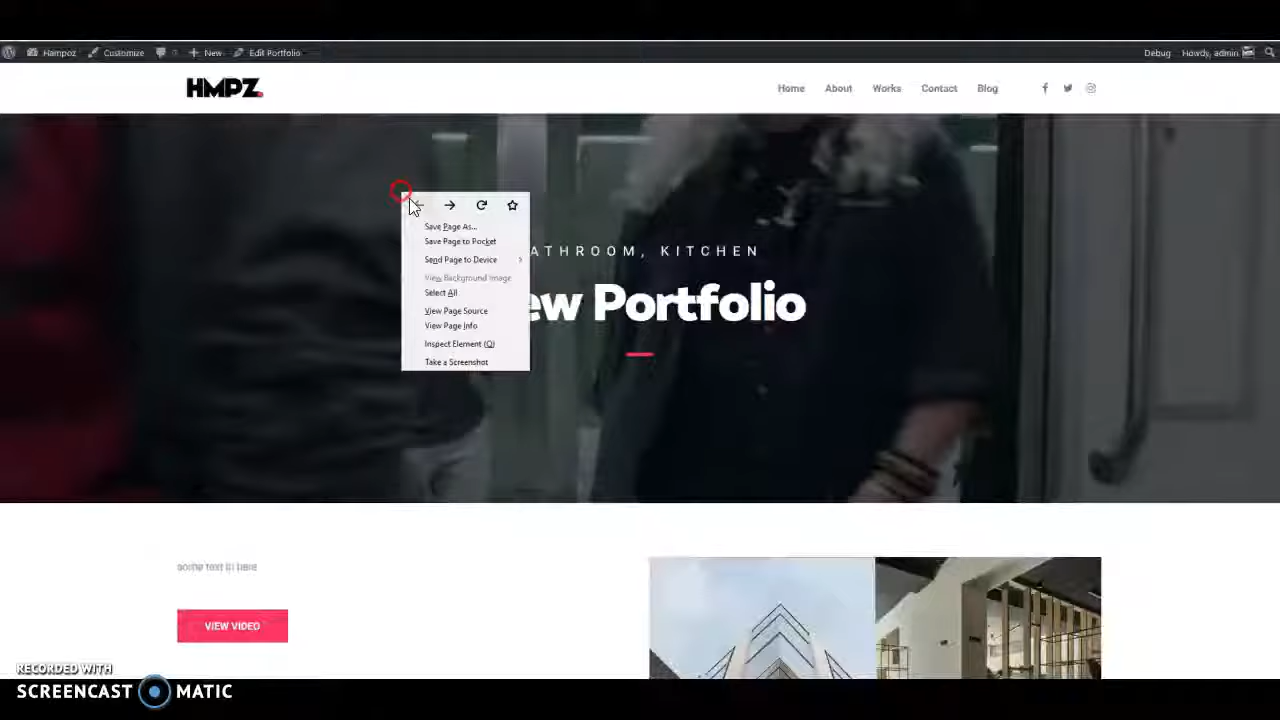 Hampoz Customize 0 New Edit Portfolio Debug Howdy, admin
HMPZ. Home About Works Contact Blog
ATHROOM, KITCHEN
ew Portfolio
Save Page As...
Save Page to Pocket
Send Page to Device
View Background Image
Select All
View Page Source
View Page Info
Inspect Element (Q)
Take a Screenshot
some text in here
VIEW VIDEO
RECORDED WITH
SCREENCAST MATIC